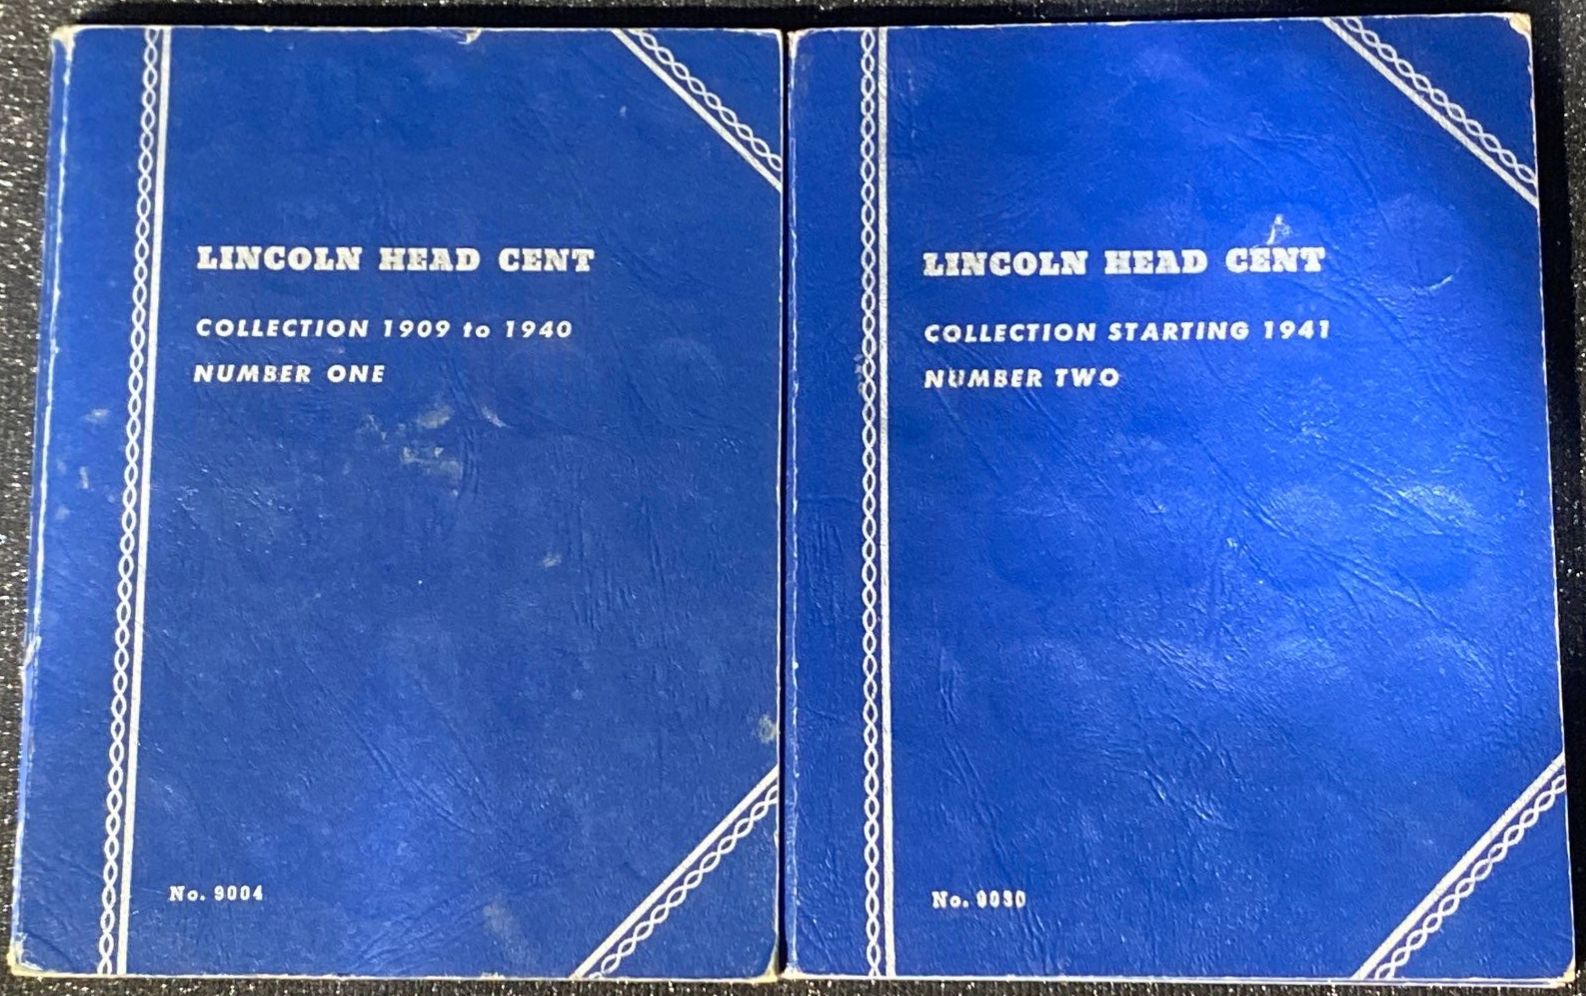 LINCOLN HEAD CENT
COLLECTION 1909 to 1940
NUMBER ONE
No. 9004
LINCOLN HEAD CENT
COLLECTION STARTING 1941
NUMBER TWO
No. 9030